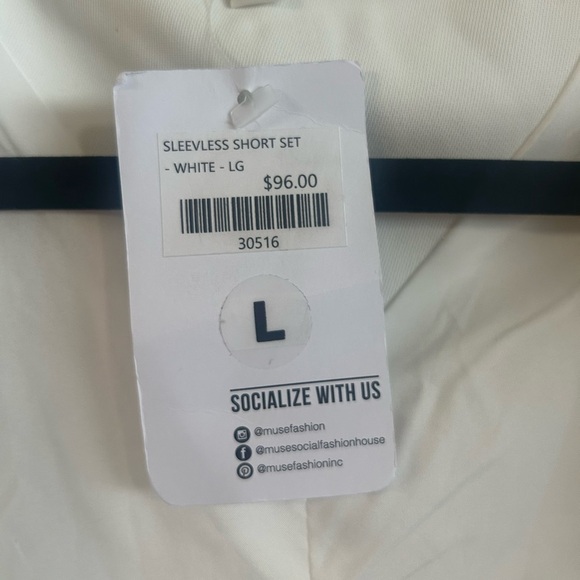 SLEEVLESS SHORT SET
- WHITE - LG
$96.00
30516
L
SOCIALIZE WITH US
@musefashion
@musesocialfashionhouse
@musefashioninc